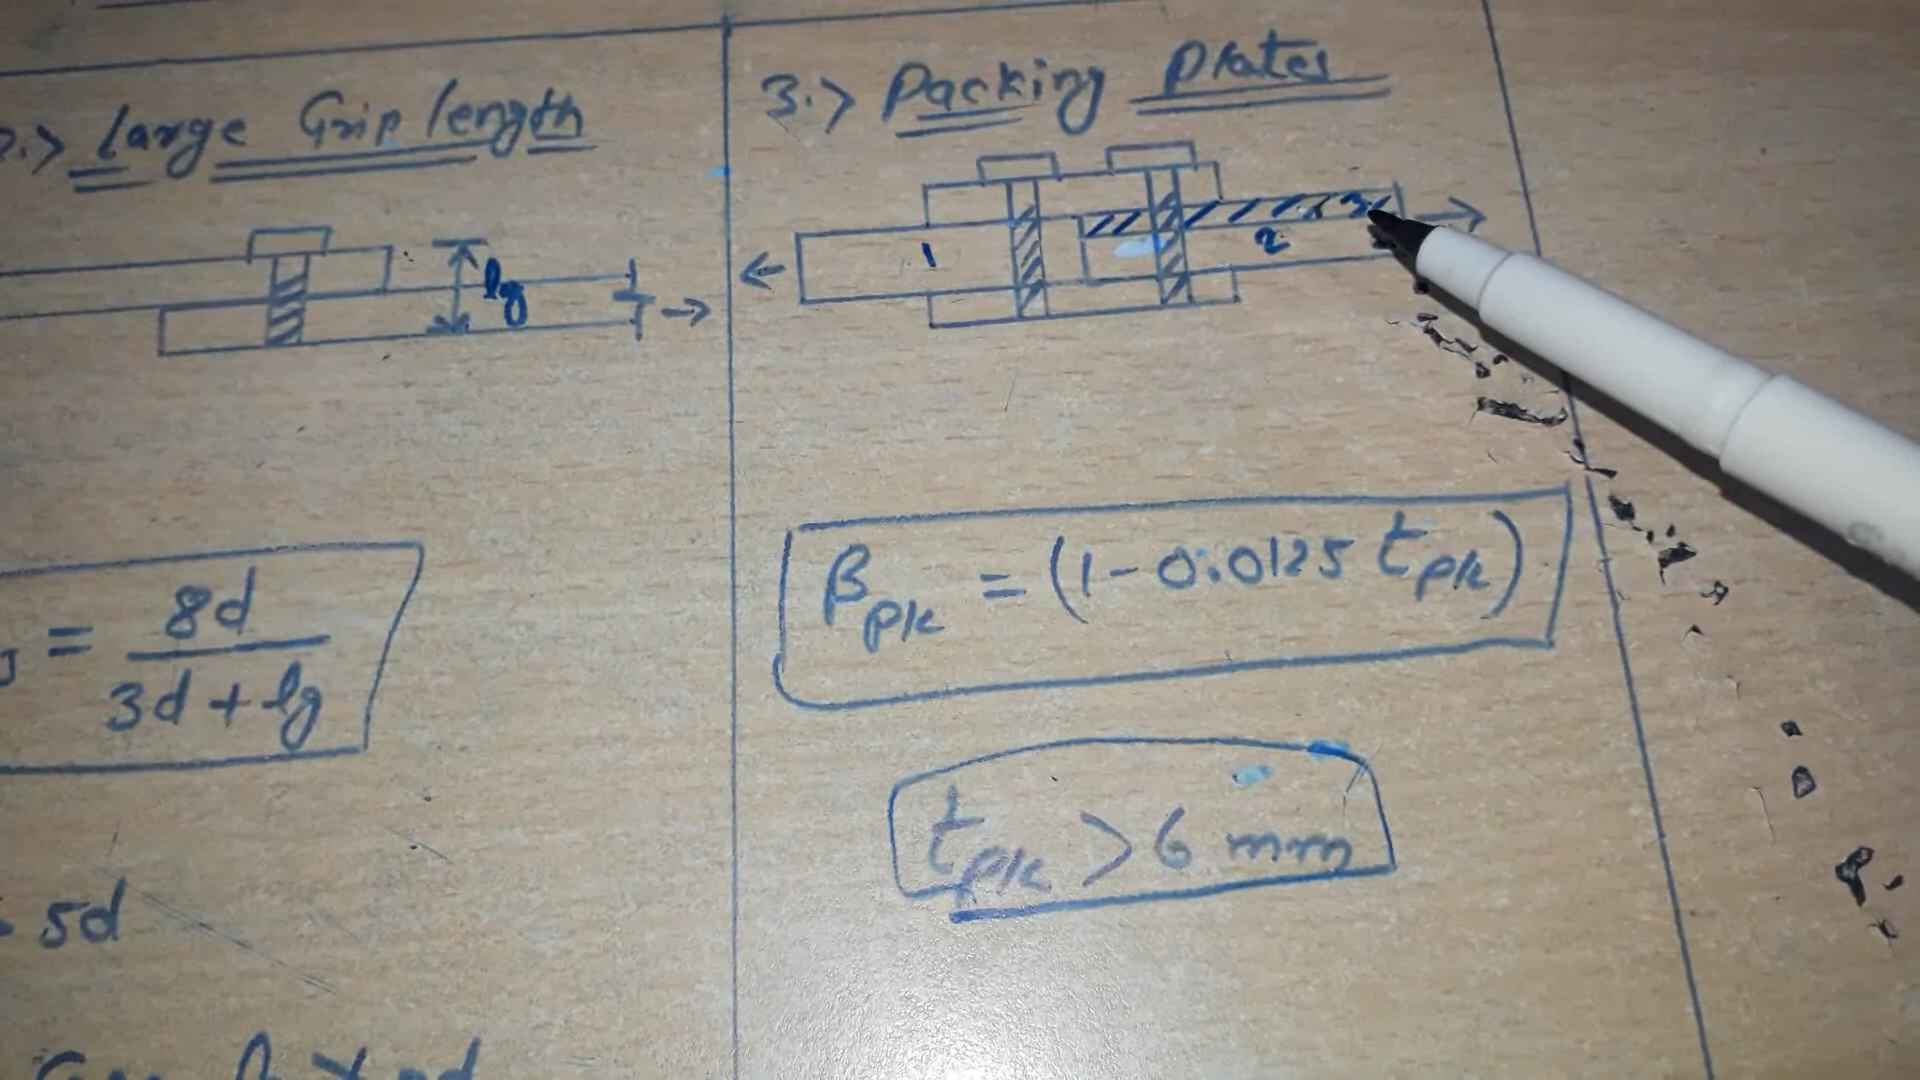 2.> Large Grip length
lg
= 8d
3d + lg
5d
3.> Packing Plates
1
2
3
βpk = (1 - 0.0125 tpk)
tpk > 6 mm